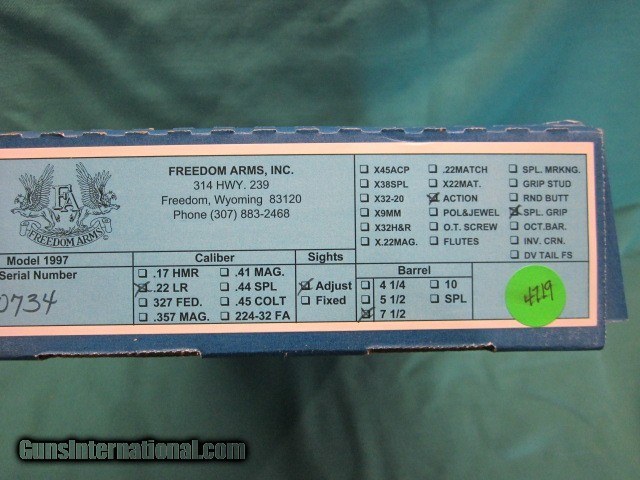 FREEDOM ARMS, INC.
314 HWY. 239
Freedom, Wyoming 83120
Phone (307) 883-2468
FA
FREEDOM ARMS
☐ X45ACP ☐ .22MATCH ☐ SPL. MRKNG.
☐ X38SPL ☐ X22MAT. ☐ GRIP STUD
☐ X32-20 ☒ ACTION ☐ RND BUTT
☐ X9MM ☐ POL&JEWEL ☒ SPL. GRIP
☐ X32H&R ☐ O.T. SCREW ☐ OCT.BAR.
☐ X.22MAG. ☐ FLUTES ☐ INV. CRN.
☐ DV TAIL FS
Model 1997
Serial Number
0734
Caliber
☐ .17 HMR ☐ .41 MAG.
☒ .22 LR ☐ .44 SPL
☐ 327 FED. ☐ .45 COLT
☐ .357 MAG. ☐ 224-32 FA
Sights
☒ Adjust
☐ Fixed
Barrel
☐ 4 1/4 ☐ 10
☐ 5 1/2 ☐ SPL
☒ 7 1/2
GunsInternational.com